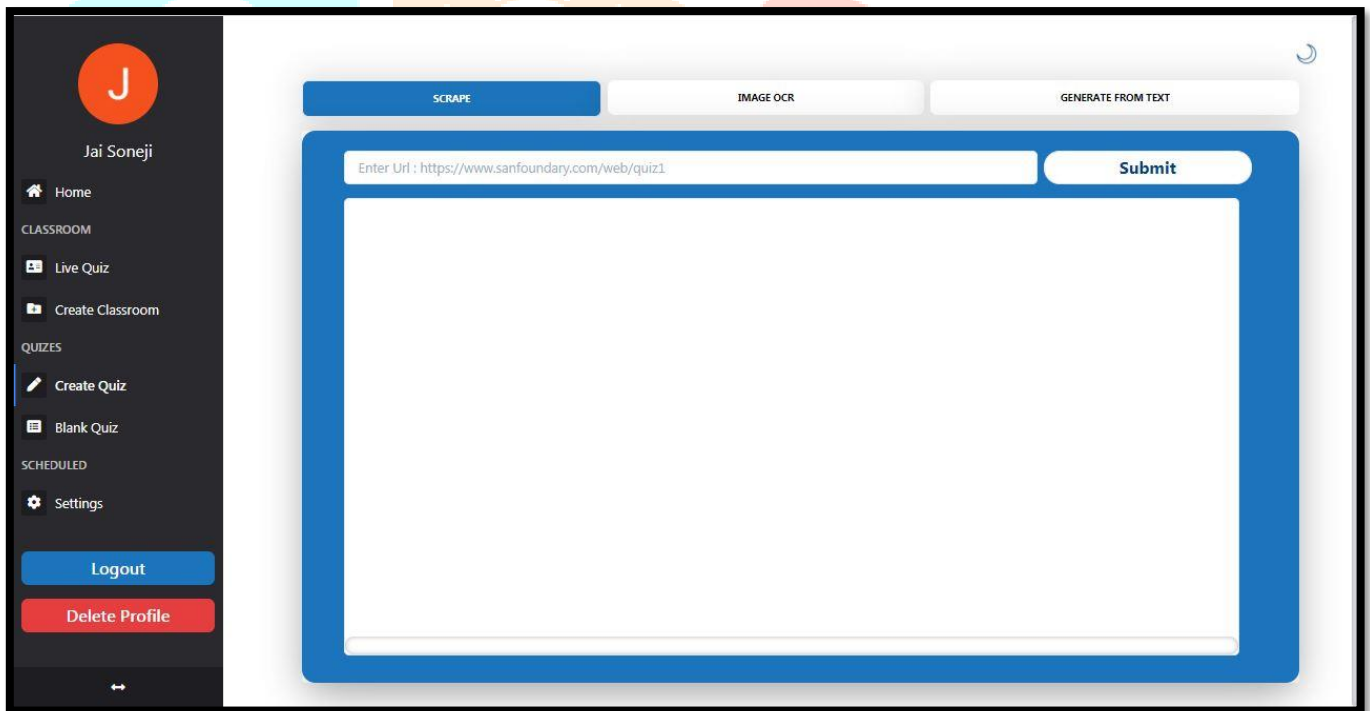 J
Jai Soneji
Home
CLASSROOM
Live Quiz
Create Classroom
QUIZES
Create Quiz
Blank Quiz
SCHEDULED
Settings
Logout
Delete Profile
SCRAPE
IMAGE OCR
GENERATE FROM TEXT
Enter Url : https://www.sanfoundary.com/web/quiz1
Submit